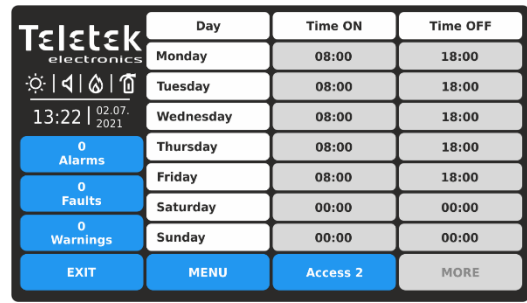 Teletek
electronics
13:22 02.07.
2021
0
Alarms
0
Faults
0
Warnings
Day Time ON Time OFF
Monday 08:00 18:00
Tuesday 08:00 18:00
Wednesday 08:00 18:00
Thursday 08:00 18:00
Friday 08:00 18:00
Saturday 00:00 00:00
Sunday 00:00 00:00
EXIT MENU Access 2 MORE